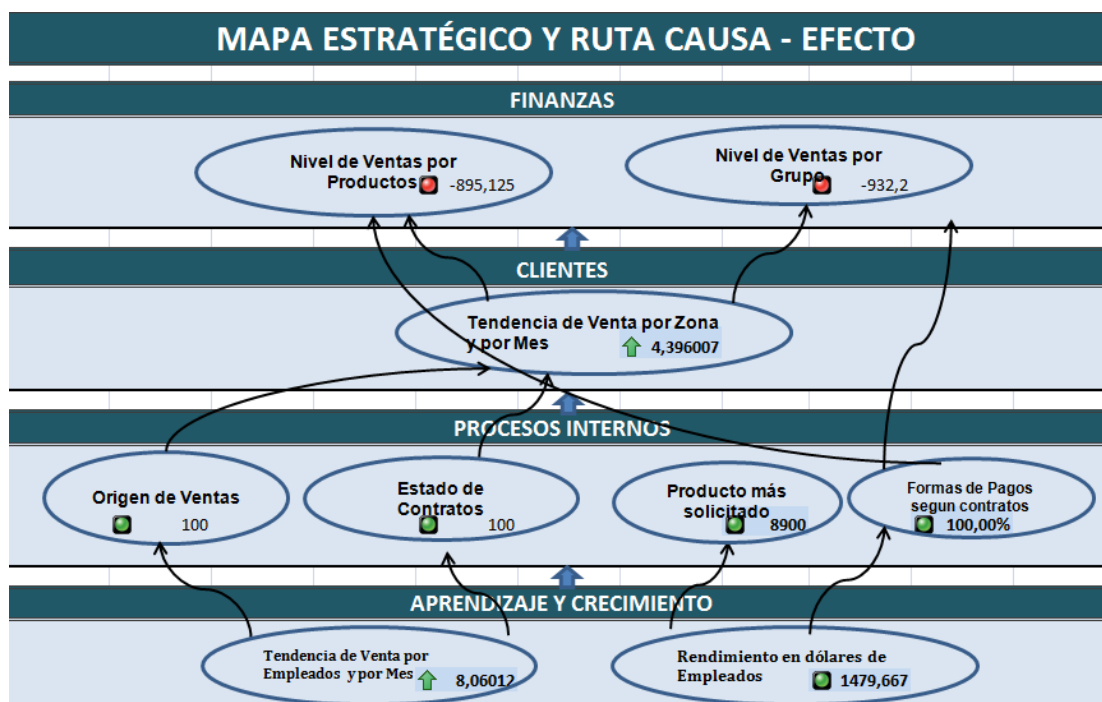 MAPA ESTRATÉGICO Y RUTA CAUSA - EFECTO
FINANZAS
Nivel de Ventas por
Productos
-895,125
Nivel de Ventas por
Grupo
-932,2
CLIENTES
Tendencia de Venta por Zona
y por Mes
4,396007
PROCESOS INTERNOS
Origen de Ventas
100
Estado de
Contratos
100
Producto más
solicitado
8900
Formas de Pagos
segun contratos
100,00%
APRENDIZAJE Y CRECIMIENTO
Tendencia de Venta por
Empleados y por Mes
8,06012
Rendimiento en dólares de
Empleados
1479,667